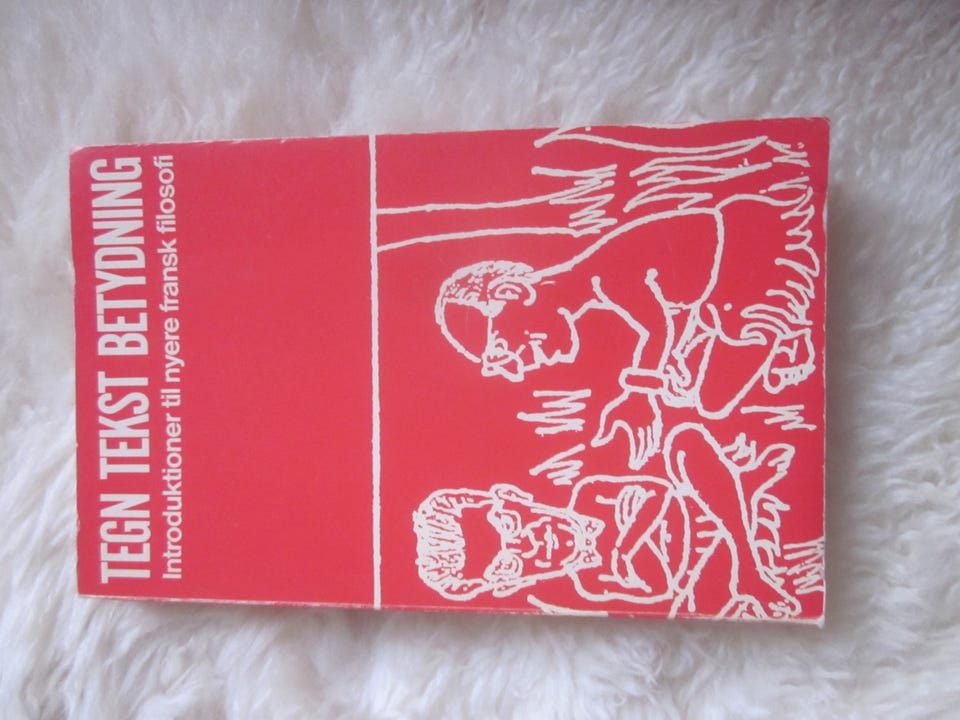 TEGN TEKST BETYDNING
Introduktioner til nyere fransk filosofi